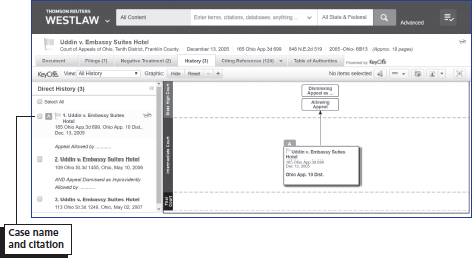 THOMSON REUTERS
WESTLAW
All Content
Enter terms, citations, databases, anything ...
All State & Federal
Advanced
Uddin v. Embassy Suites Hotel
Court of Appeals of Ohio, Tenth District, Franklin County. December 13, 2005 165 Ohio App.3d 699 848 N.E.2d 519 2005-Ohio-6613 (Approx. 19 pages)
Document Filings (1) Negative Treatment (2) History (3) Citing References (124) Table of Authorities Powered by KeyCite
KeyCite. View: All History Graphic: Hide Reset - + No items selected
Direct History (3)
Select All
A 1. Uddin v. Embassy Suites
Hotel
165 Ohio App.3d 699, Ohio App. 10 Dist.
Dec. 13, 2005
Appeal Allowed by ..........
2. Uddin v. Embassy Suites Hotel
109 Ohio St.3d 1455, Ohio, May 10, 2006
AND Appeal Dismissed as Improvidently
Allowed by ..........
3. Uddin v. Embassy Suites Hotel
113 Ohio St.3d 1249, Ohio, May 02, 2007
State High Court
Dismissing
Appeal as ...
Allowing
Appeal
Intermediate Court
A
Uddin v. Embassy Suites
Hotel
165 Ohio App.3d 699
Dec. 13, 2005
Ohio App. 10 Dist.
Trial
Court
Case name
and citation